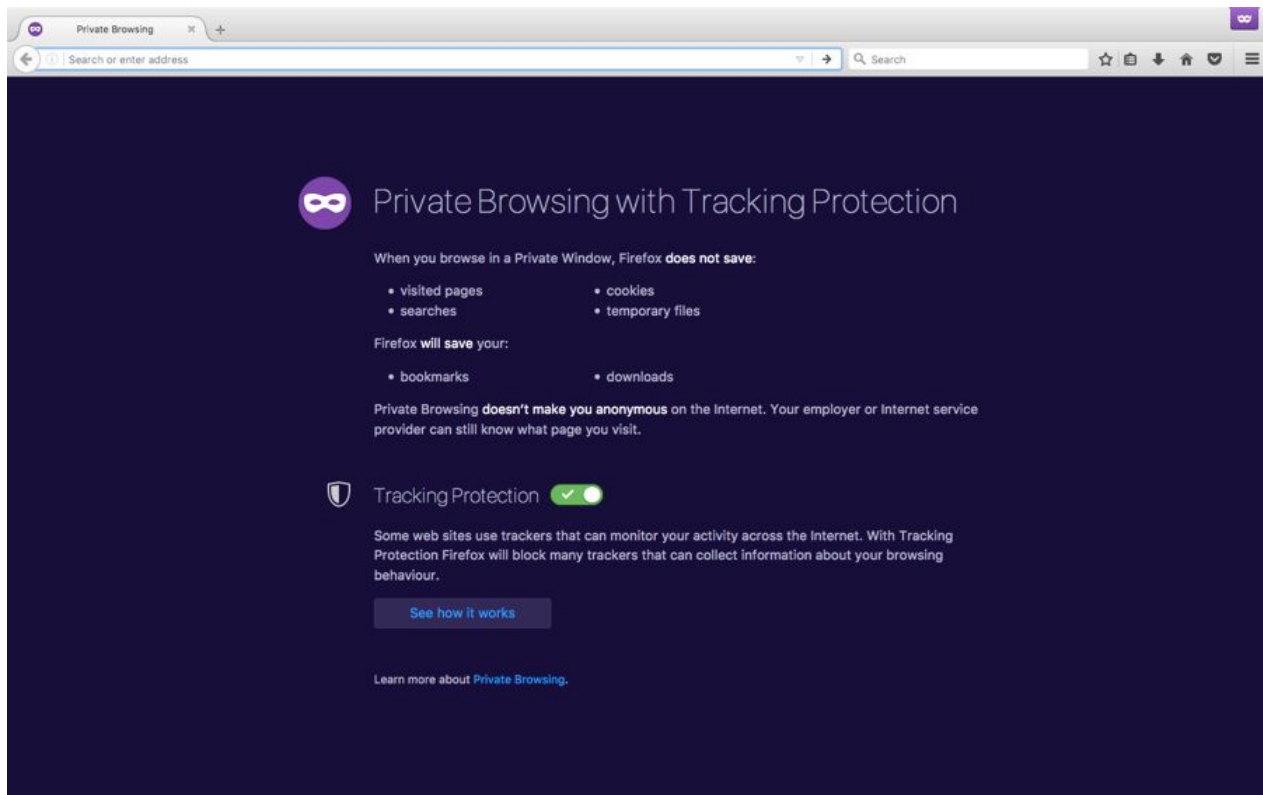 Private Browsing
Search or enter address
Search
Private Browsing with Tracking Protection
When you browse in a Private Window, Firefox does not save:
• visited pages
• cookies
• searches
• temporary files
Firefox will save your:
• bookmarks
• downloads
Private Browsing doesn't make you anonymous on the Internet. Your employer or Internet service
provider can still know what page you visit.
Tracking Protection
Some web sites use trackers that can monitor your activity across the Internet. With Tracking
Protection Firefox will block many trackers that can collect information about your browsing
behaviour.
See how it works
Learn more about Private Browsing.